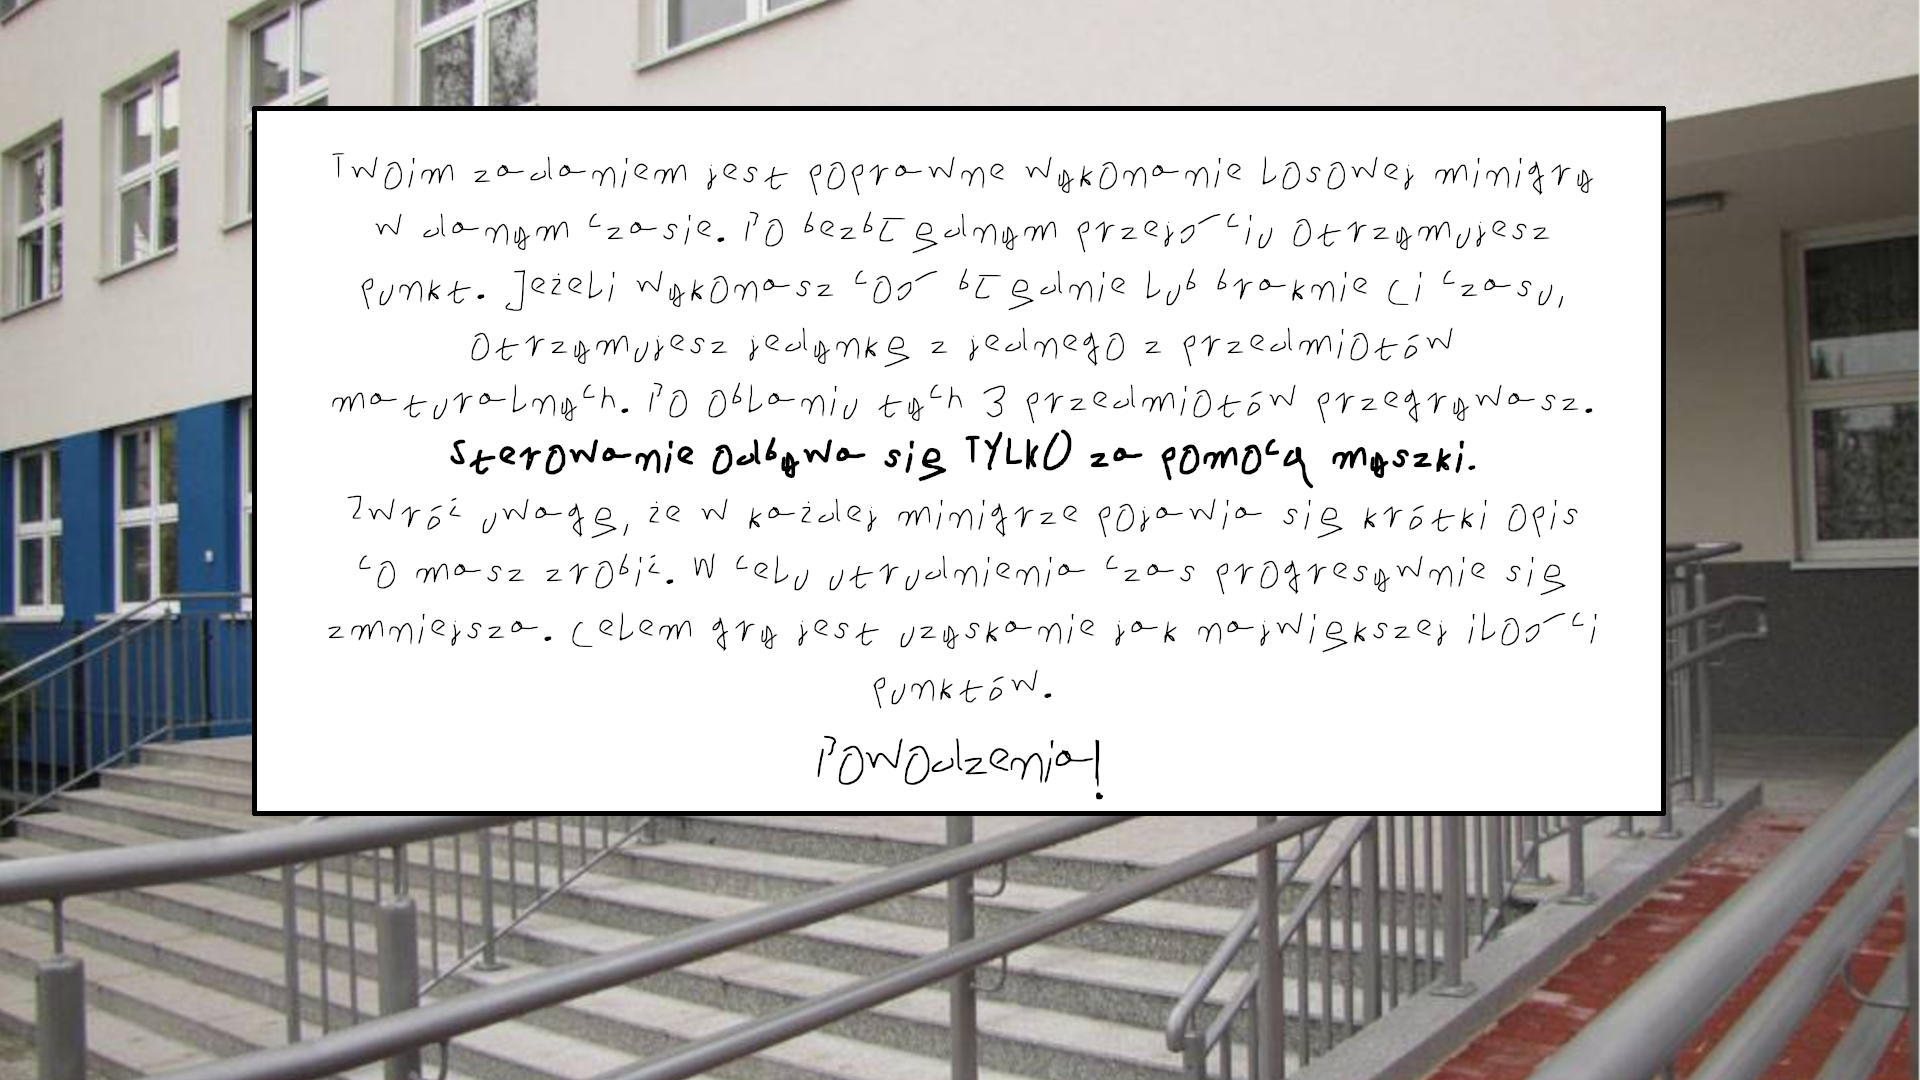 Twoim zadaniem jest poprawne wykonanie losowej minigry
w danym czasie. Po bezbłędnym przejściu otrzymujesz
punkt. Jeżeli wykonasz coś błędnie lub braknie ci czasu,
otrzymujesz jedynkę z jednego z przedmiotów
maturalnych. Po oblaniu tych 3 przedmiotów przegrywasz.
Sterowanie odbywa się TYLKO za pomocą myszki.
Zwróć uwagę, że w każdej minigrze pojawia się krótki opis
co masz zrobić. W celu utrudnienia czas progresywnie się
zmniejsza. Celem gry jest uzyskanie jak największej ilości
punktów.
Powodzenia!